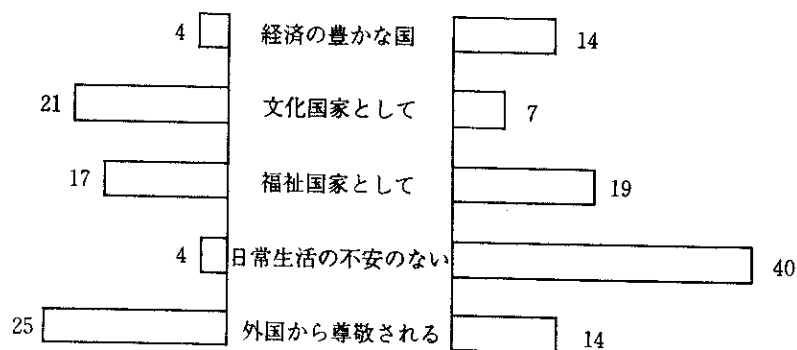 4 経済の豊かな国 14
21 文化国家として 7
17 福祉国家として 19
4 日常生活の不安のない 40
25 外国から尊敬される 14